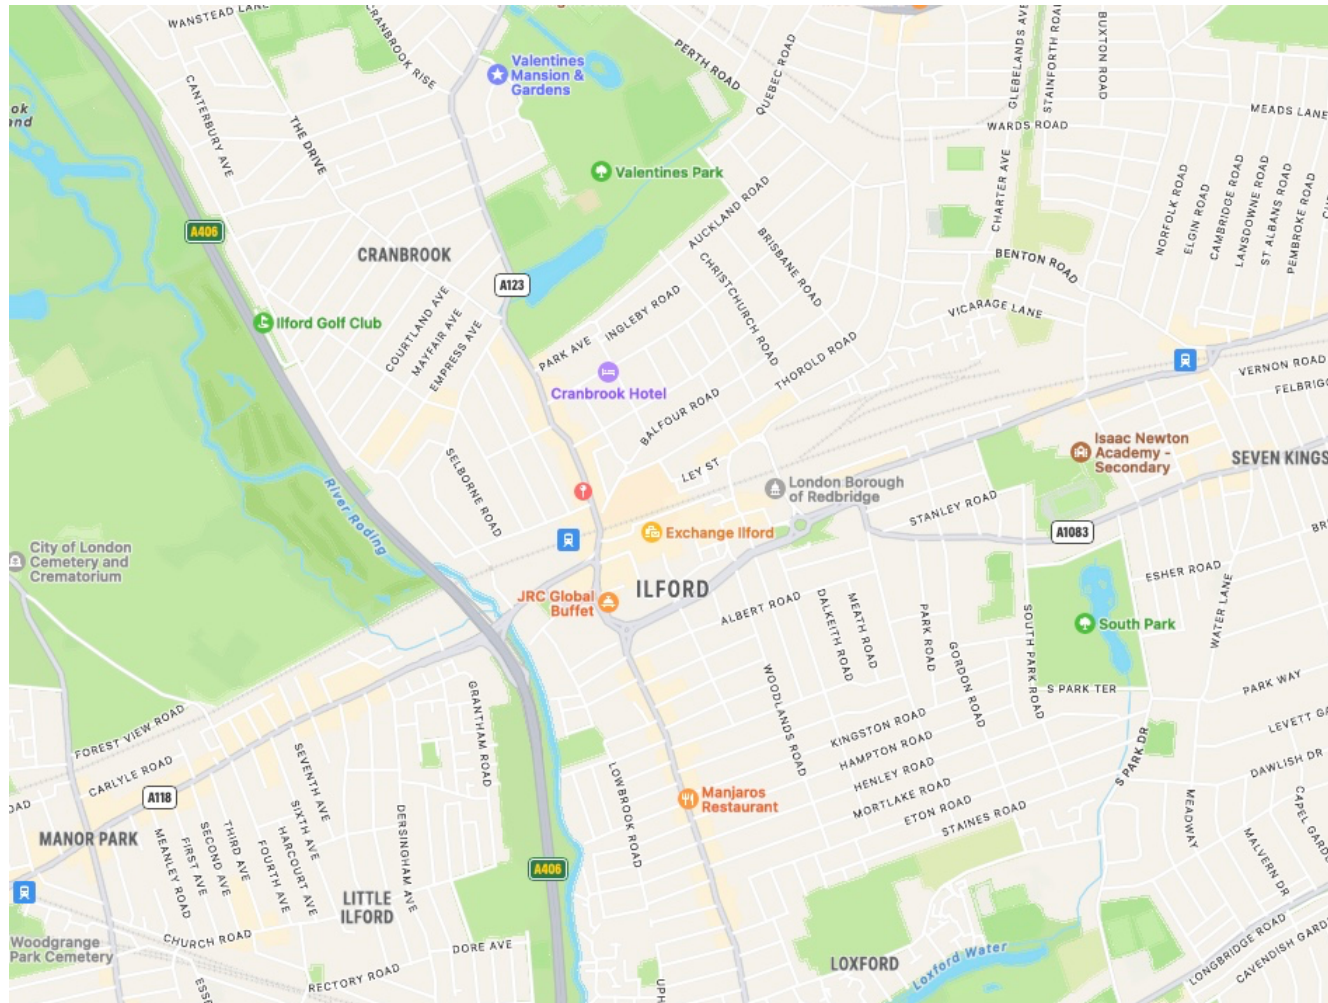 WANSTEAD LANE
CRANBROOK RISE
Valentines
Mansion &
Gardens
PERTH ROAD
QUEBEC ROAD
GLEBELANDS AVE
STAINFORTH ROAD
BUXTON ROAD
MEADS LANE
WARDS ROAD
CANTERBURY AVE
THE DRIVE
Valentines Park
CHARTER AVE
NORFOLK ROAD
ELGIN ROAD
CAMBRIDGE ROAD
LANSDOWNE ROAD
ST ALBANS ROAD
PEMBROKE ROAD
A406
CRANBROOK
AUCKLAND ROAD
BRISBANE ROAD
CHRISTCHURCH ROAD
BENTON ROAD
A123
INGLEBY ROAD
VICARAGE LANE
Ilford Golf Club
COURTLAND AVE
MAYFAIR AVE
EMPRESS AVE
PARK AVE
THOROLD ROAD
Cranbrook Hotel
BALFOUR ROAD
VERNON ROAD
FELBRIGG
SELBORNE ROAD
LEY ST
Isaac Newton
Academy -
Secondary
SEVEN KINGS
London Borough
of Redbridge
River Roding
STANLEY ROAD
A1083
Exchange Ilford
City of London
Cemetery and
Crematorium
JRC Global
Buffet
ILFORD
ALBERT ROAD
DALKEITH ROAD
MEATH ROAD
PARK ROAD
GORDON ROAD
SOUTH PARK ROAD
ESHER ROAD
WATER LANE
South Park
S PARK TER
PARK WAY
LEVETT GA
GRANTHAM ROAD
WOODLANDS ROAD
KINGSTON ROAD
HAMPTON ROAD
HENLEY ROAD
MORTLAKE ROAD
ETON ROAD
STAINES ROAD
S PARK DR
DAWLISH DR
FOREST VIEW ROAD
CARLYLE ROAD
A118
SEVENTH AVE
SIXTH AVE
HARCOURT AVE
FOURTH AVE
THIRD AVE
SECOND AVE
FIRST AVE
MEANLEY ROAD
DERSINGHAM AVE
LOWBROOK ROAD
Manjaros
Restaurant
MEADWAY
MALVERN DR
CAPEL GARDE
MANOR PARK
A406
LITTLE
ILFORD
CHURCH ROAD
DORE AVE
RECTORY ROAD
Woodgrange
Park Cemetery
LOXFORD
Loxford Water
LONGBRIDGE ROAD
CAVENDISH GARD
UPH
ESSE